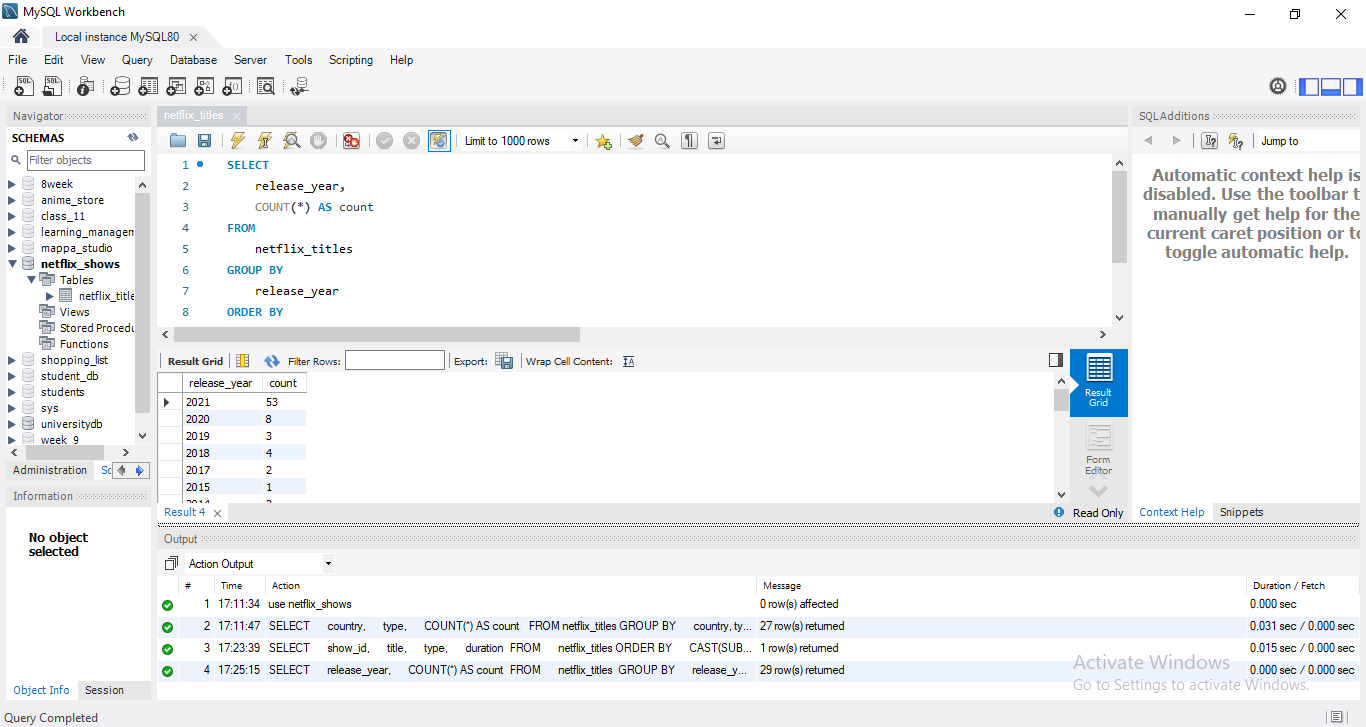 MySQL Workbench
Local instance MySQL80
File Edit View Query Database Server Tools Scripting Help
Navigator
SCHEMAS
Filter objects
8week
anime_store
class_11
learning_managem
mappa_studio
netflix_shows
Tables
netflix_title
Views
Stored Procedu
Functions
shopping_list
student_db
students
sys
universitydb
week_9
Administration Sc
Information
No object
selected
Object Info Session
netflix_titles
Limit to 1000 rows
1 SELECT
2 release_year,
3 COUNT(*) AS count
4 FROM
5 netflix_titles
6 GROUP BY
7 release_year
8 ORDER BY
Result Grid Filter Rows: Export: Wrap Cell Content:
release_year count
2021 53
2020 8
2019 3
2018 4
2017 2
2015 1
Result Grid
Form Editor
Result 4
Read Only
SQLAdditions
Jump to
Automatic context help is
disabled. Use the toolbar t
manually get help for the
current caret position or to
toggle automatic help.
Context Help Snippets
Output
Action Output
# Time Action Message Duration / Fetch
1 17:11:34 use netflix_shows 0 row(s) affected 0.000 sec
2 17:11:47 SELECT country, type, COUNT(*) AS count FROM netflix_titles GROUP BY country, ty... 27 row(s) returned 0.031 sec / 0.000 sec
3 17:23:39 SELECT show_id, title, type, duration FROM netflix_titles ORDER BY CAST(SUB... 1 row(s) returned 0.015 sec / 0.000 sec
4 17:25:15 SELECT release_year, COUNT(*) AS count FROM netflix_titles GROUP BY release_y... 29 row(s) returned 0.000 sec / 0.000 sec
Activate Windows
Go to Settings to activate Windows.
Query Completed